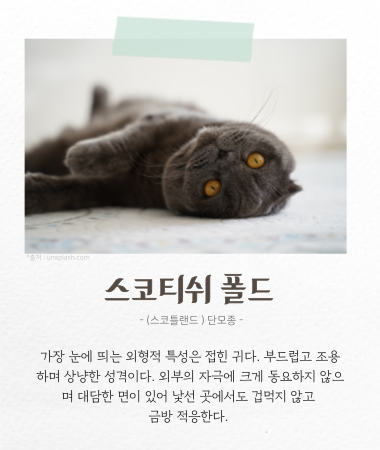 *출처 : unsplash.com
스코티쉬 폴드
- (스코틀랜드 ) 단모종 -
가장 눈에 띄는 외형적 특성은 접힌 귀다. 부드럽고 조용
하며 상냥한 성격이다. 외부의 자극에 크게 동요하지 않으
며 대담한 면이 있어 낯선 곳에서도 겁먹지 않고
금방 적응한다.